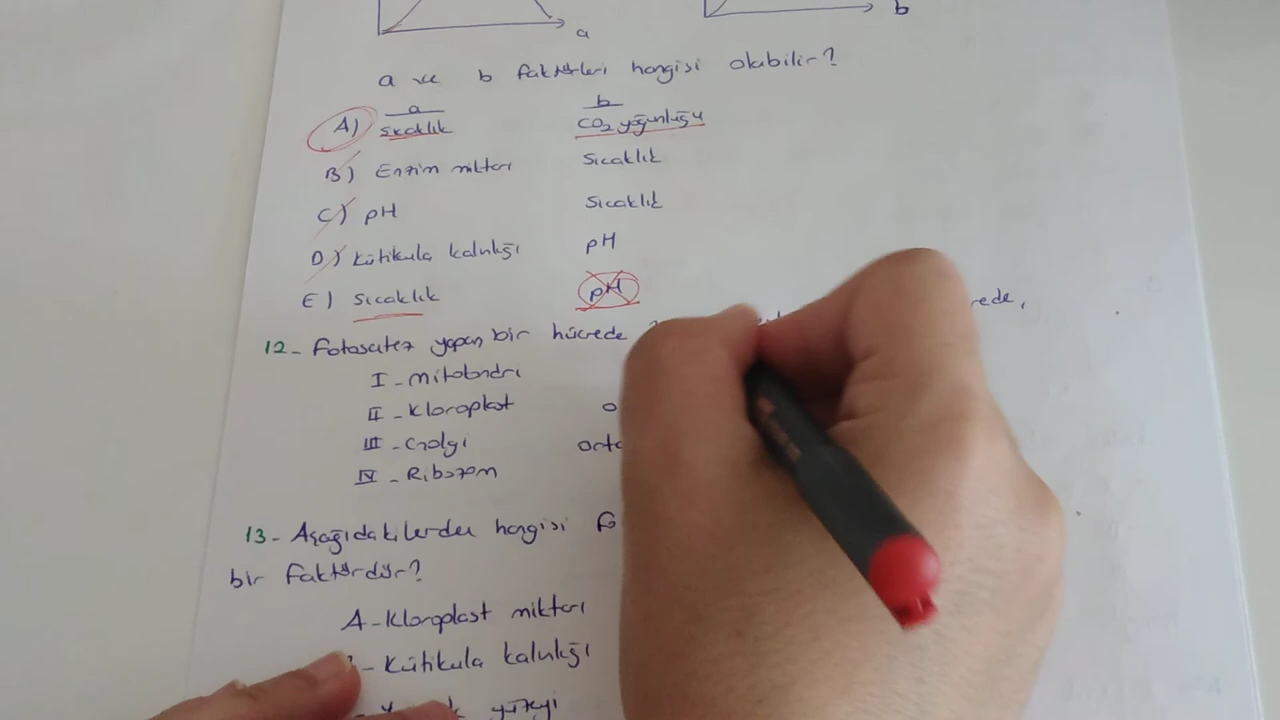 a
b
a ve b faktörleri hangisi olabilir?
a b
A) Sıcaklık CO2 yoğunluğu
B) Enzim miktarı Sıcaklık
C) pH Sıcaklık
D) Kütikula kalınlığı pH
E) Sıcaklık pH
12- Fotosentez yapan bir hücrede
I - Mitokondri
II - Kloroplast
III - Golgi
IV - Ribozom
13- Aşağıdakilerden hangisi
bir faktördür?
A- Kloroplast miktarı
- Kütikula kalınlığı
yüzeyi